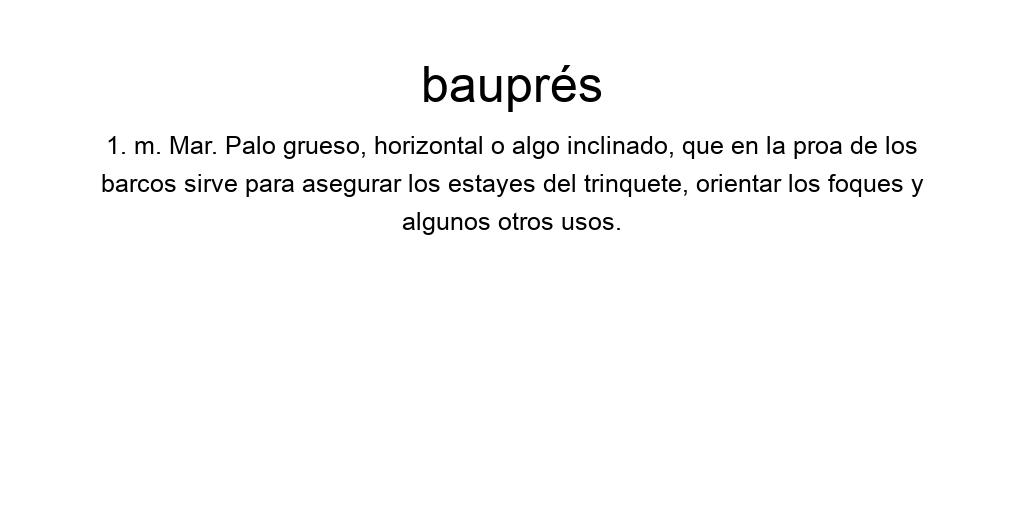 bauprés
1. m. Mar. Palo grueso, horizontal o algo inclinado, que en la proa de los
barcos sirve para asegurar los estayes del trinquete, orientar los foques y
algunos otros usos.